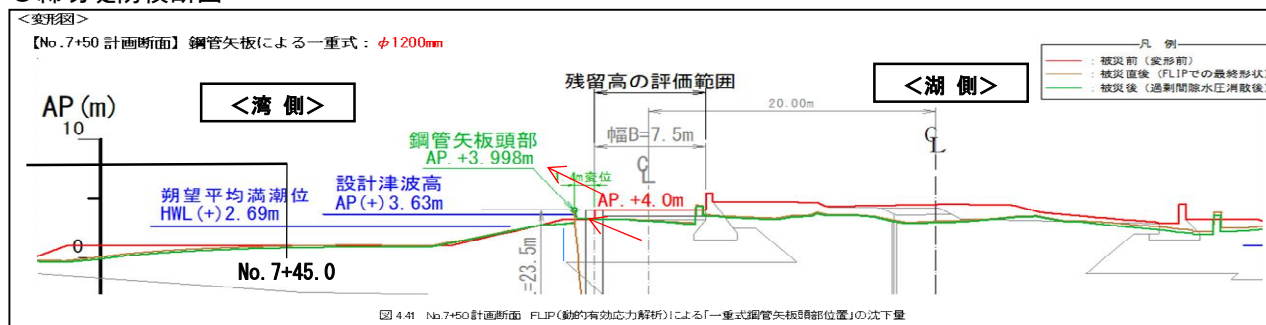 <変形図>
【No.7+50 計画断面】 鋼管矢板による一重式： φ1200mm
凡 例
： 被災前（変形前）
： 被災直後（FLIPでの最終形状）
： 被災後（過剰間隙水圧消散後）
残留高の評価範囲
<湾 側>
<湖 側>
AP(m)
10
20.00m
鋼管矢板頭部
AP.+3.998m
幅B=7.5m
m変位
朔望平均満潮位
HWL(+)2.69m
設計津波高
AP(+)3.63m
AP.+4.0m
0
No.7+45.0
=23.5m
図 4.41 No.7+50計画断面 FLIP(動的有効応力解析)による「一重式鋼管矢板頭部位置」の沈下量